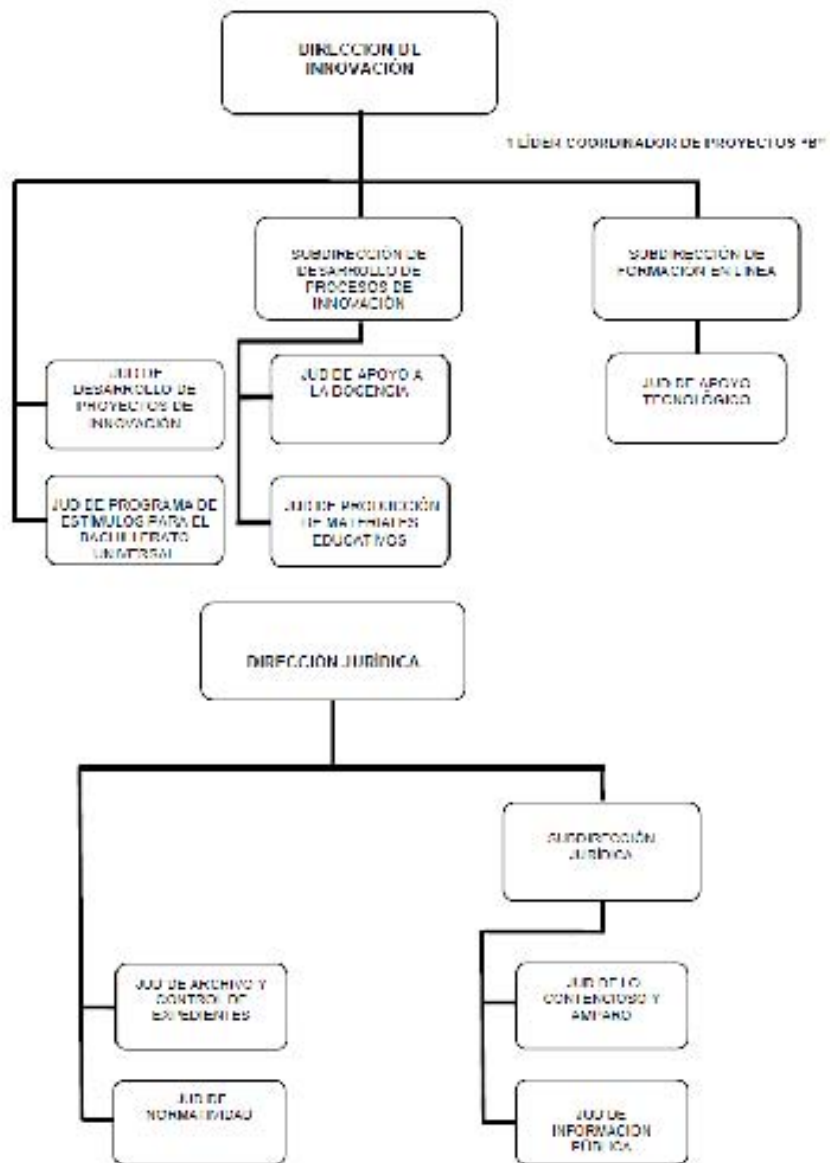 DIRECCION DE
INNOVACIÓN
1 LÍDER COORDINADOR DE PROYECTOS "B"
SUBDIRECCIÓN DE
DESARROLLO DE
PROCESOS DE
INNOVACIÓN
SUBDIRECCIÓN DE
FORMACIÓN EN LÍNEA
JUD DE
DESARROLLO DE
PROYECTOS DE
INNOVACIÓN
JUD DE APOYO A
LA DOCENCIA
JUD DE APOYO
TECNOLÓGICO
JUD DE PROGRAMA DE
ESTÍMULOS PARA EL
BACHILLERATO
UNIVERSAL
JUD DE PRODUCCIÓN
DE MATERIALES
EDUCATIVOS
DIRECCIÓN JURÍDICA
SUBDIRECCIÓN
JURÍDICA
JUD DE ARCHIVO Y
CONTROL DE
EXPEDIENTES
JUD DE LO
CONTENCIOSO Y
AMPARO
JUD DE
NORMATIVIDAD
JUD DE
INFORMACIÓN
PÚBLICA